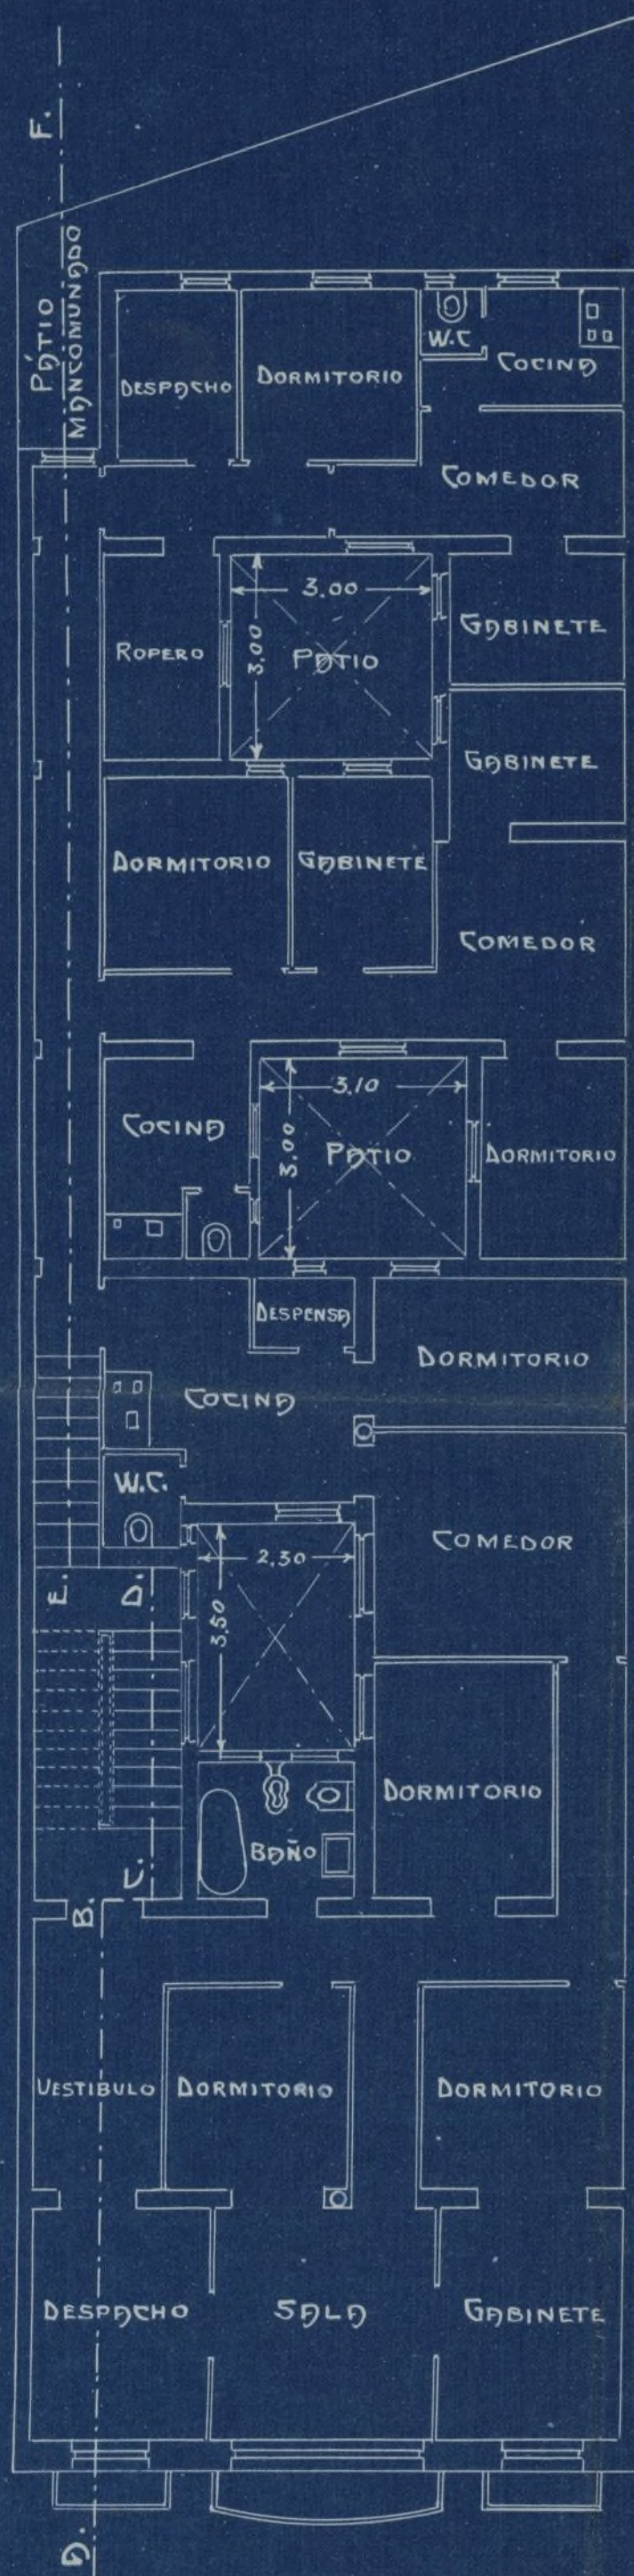 F.
PÁTIO
MANCOMUNADO
DESPACHO
DORMITORIO
W.C
COCINA
COMEDOR
ROPERO
3.00
3.00
PATIO
GABINETE
GABINETE
DORMITORIO
GABINETE
COMEDOR
COCINA
3.10
3.00
PATIO
DORMITORIO
DESPENSA
DORMITORIO
COCINA
W.C.
COMEDOR
2.30
3.50
E.
D.
DORMITORIO
BAÑO
C.
B.
VESTIBULO
DORMITORIO
DORMITORIO
DESPACHO
SALA
GABINETE
A.